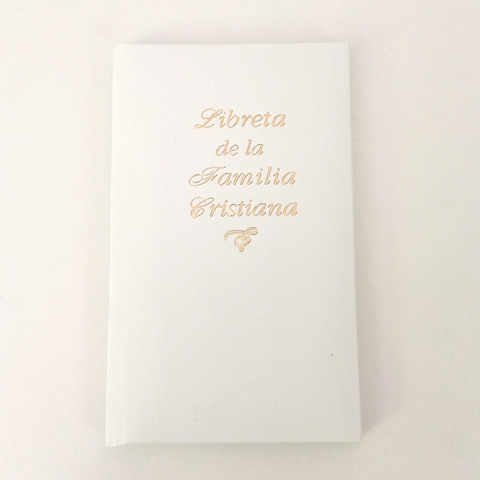 Libreta
de la
Familia
Cristiana